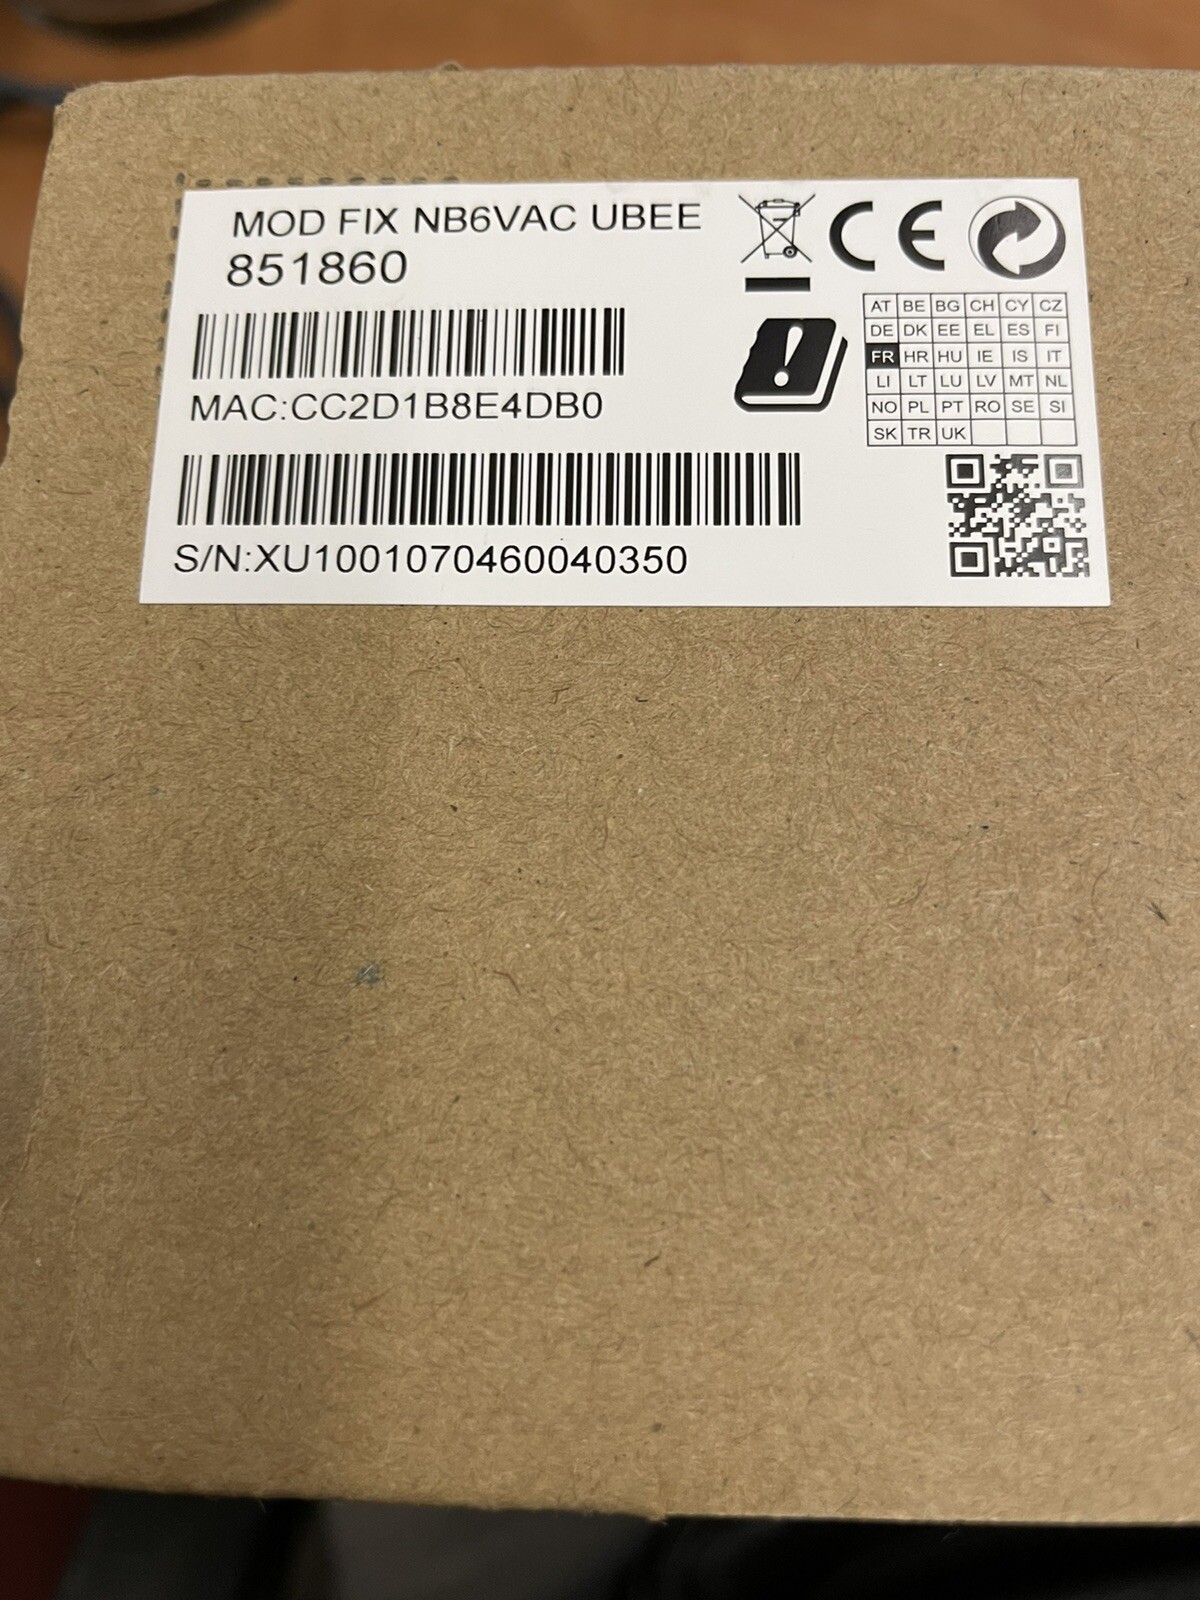 MOD FIX NB6VAC UBEE
851860
MAC:CC2D1B8E4DB0
S/N:XU1001070460040350
CE
AT BE BG CH CY CZ
DE DK EE EL ES FI
FR HR HU IE IS IT
LI LT LU LV MT NL
NO PL PT RO SE SI
SK TR UK